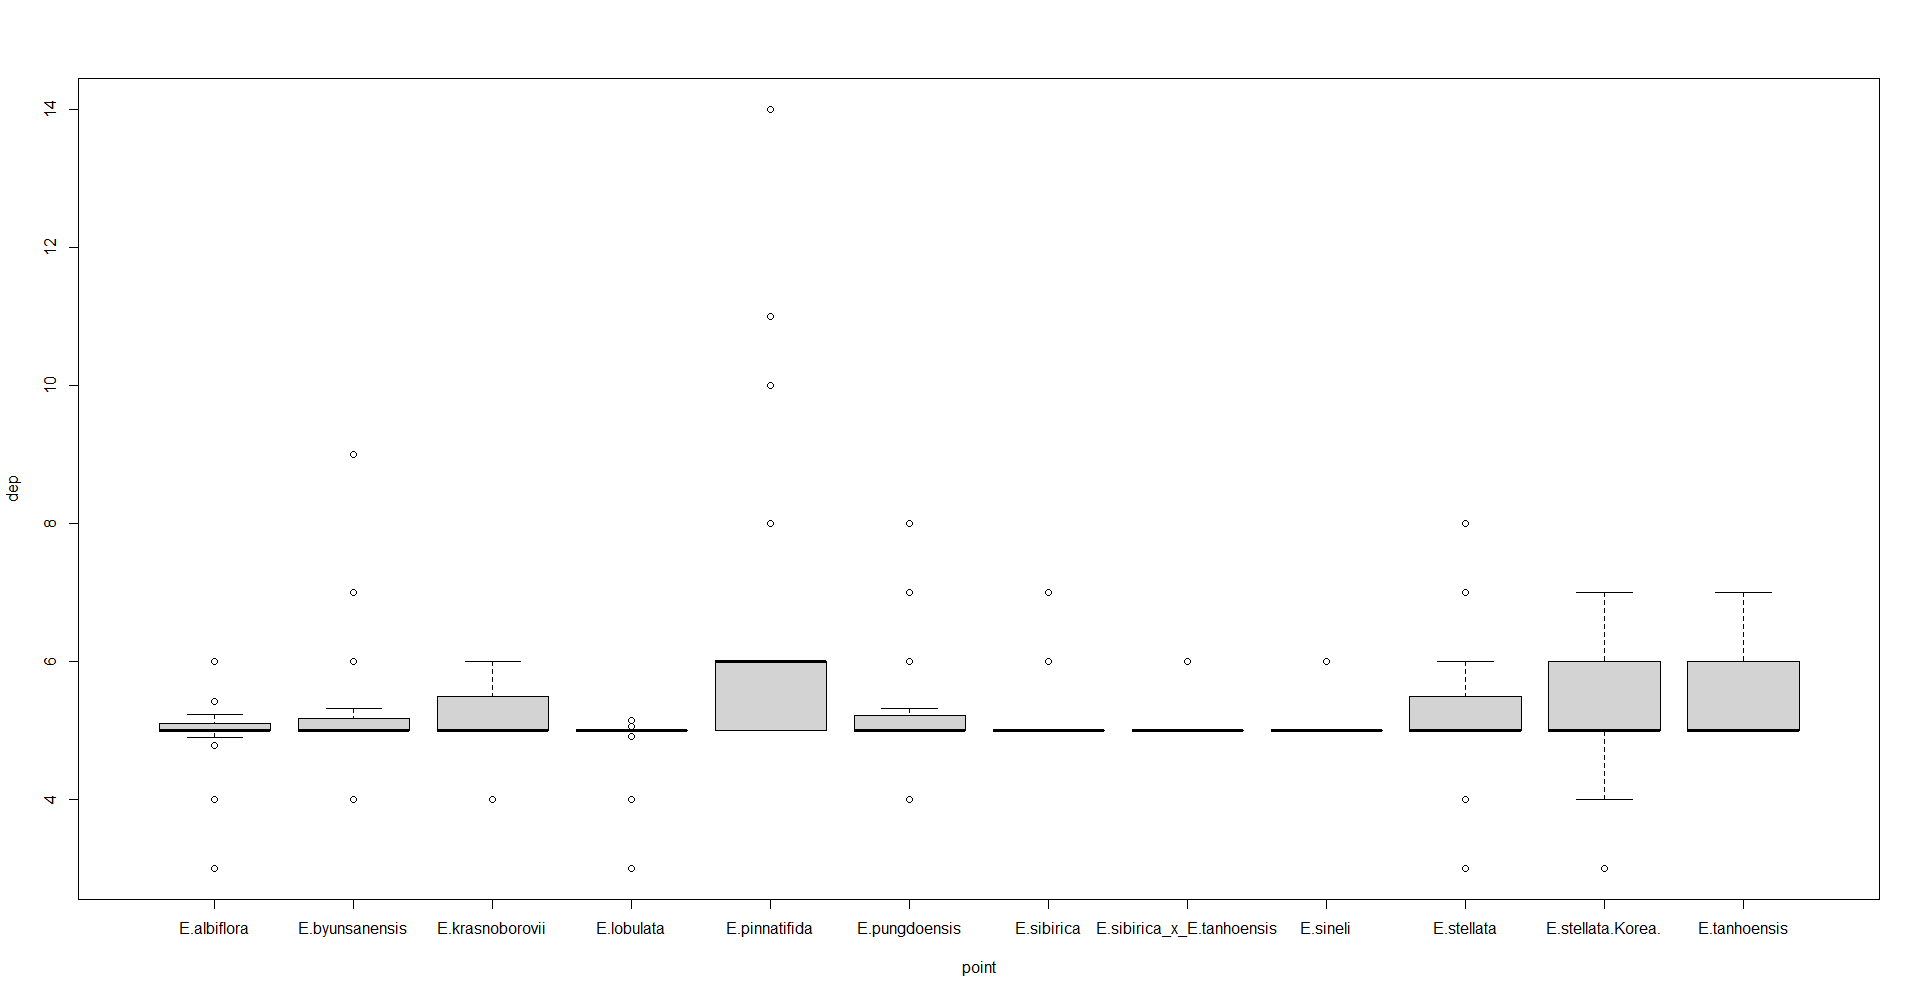 14
12
10
8
6
4
dep
E.albiflora E.byunsanensis E.krasnoborovii E.lobulata E.pinnatifida E.pungdoensis E.sibirica E.sibirica_x_E.tanhoensis E.sineli E.stellata E.stellata.Korea. E.tanhoensis
point